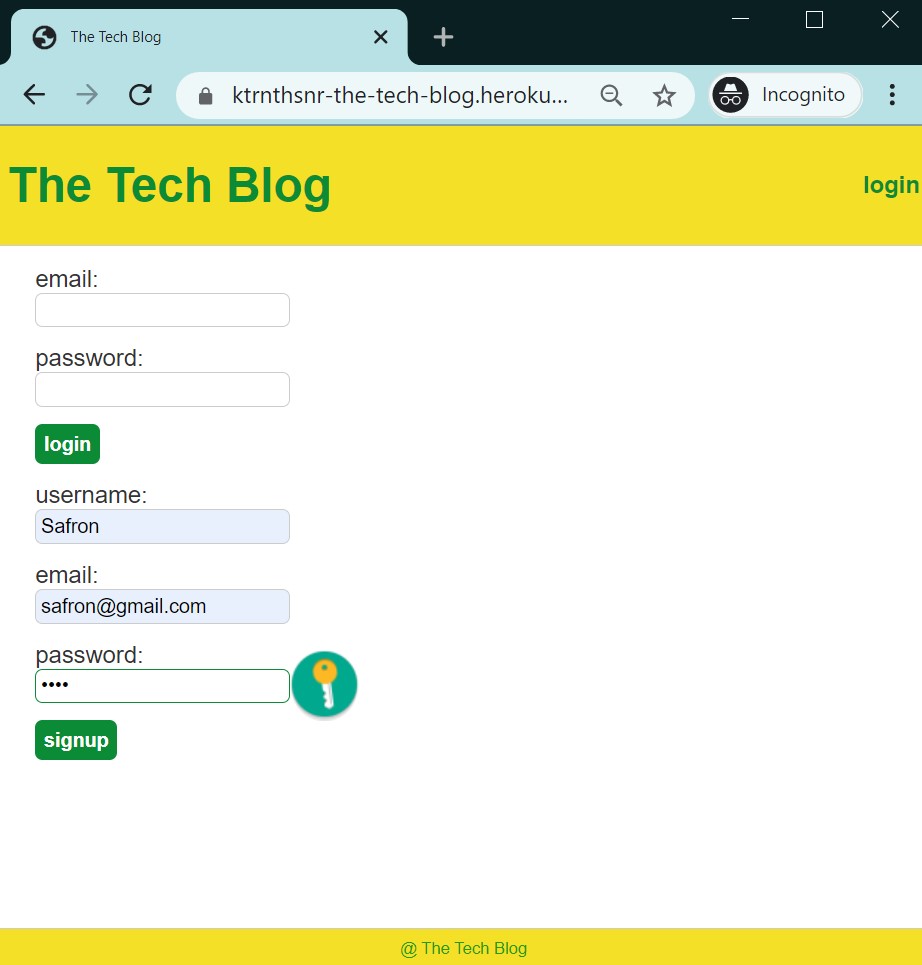 The Tech Blog
ktrnthsnr-the-tech-blog.heroku...
Incognito
The Tech Blog
login
email:
password:
login
username:
Safron
email:
safron@gmail.com
password:
••••
signup
@ The Tech Blog